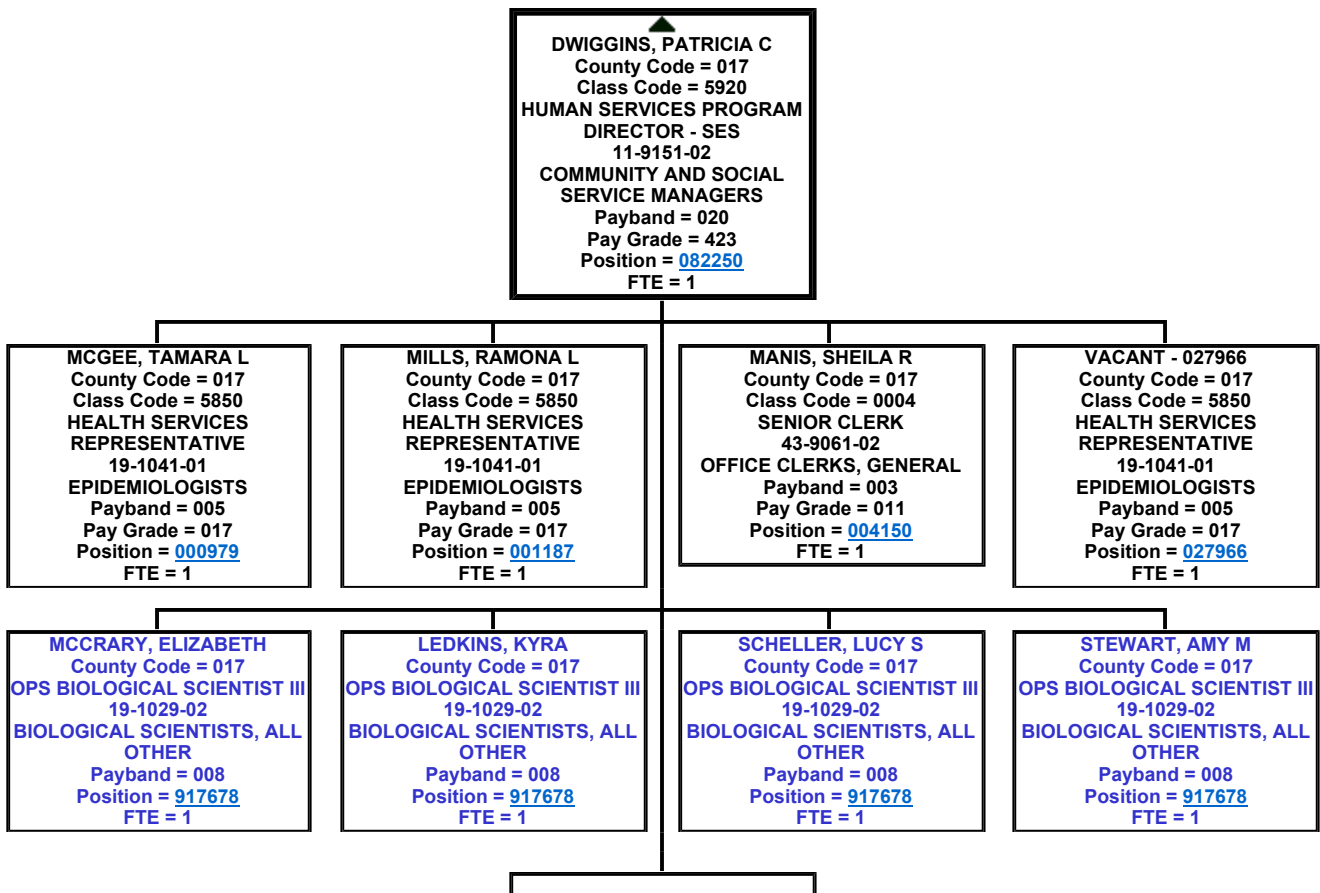 DWIGGINS, PATRICIA C
County Code = 017
Class Code = 5920
HUMAN SERVICES PROGRAM
DIRECTOR - SES
11-9151-02
COMMUNITY AND SOCIAL
SERVICE MANAGERS
Payband = 020
Pay Grade = 423
Position = 082250
FTE = 1
MCGEE, TAMARA L
County Code = 017
Class Code = 5850
HEALTH SERVICES
REPRESENTATIVE
19-1041-01
EPIDEMIOLOGISTS
Payband = 005
Pay Grade = 017
Position = 000979
FTE = 1
MILLS, RAMONA L
County Code = 017
Class Code = 5850
HEALTH SERVICES
REPRESENTATIVE
19-1041-01
EPIDEMIOLOGISTS
Payband = 005
Pay Grade = 017
Position = 001187
FTE = 1
MANIS, SHEILA R
County Code = 017
Class Code = 0004
SENIOR CLERK
43-9061-02
OFFICE CLERKS, GENERAL
Payband = 003
Pay Grade = 011
Position = 004150
FTE = 1
VACANT - 027966
County Code = 017
Class Code = 5850
HEALTH SERVICES
REPRESENTATIVE
19-1041-01
EPIDEMIOLOGISTS
Payband = 005
Pay Grade = 017
Position = 027966
FTE = 1
MCCRARY, ELIZABETH
County Code = 017
OPS BIOLOGICAL SCIENTIST III
19-1029-02
BIOLOGICAL SCIENTISTS, ALL
OTHER
Payband = 008
Position = 917678
FTE = 1
LEDKINS, KYRA
County Code = 017
OPS BIOLOGICAL SCIENTIST III
19-1029-02
BIOLOGICAL SCIENTISTS, ALL
OTHER
Payband = 008
Position = 917678
FTE = 1
SCHELLER, LUCY S
County Code = 017
OPS BIOLOGICAL SCIENTIST III
19-1029-02
BIOLOGICAL SCIENTISTS, ALL
OTHER
Payband = 008
Position = 917678
FTE = 1
STEWART, AMY M
County Code = 017
OPS BIOLOGICAL SCIENTIST III
19-1029-02
BIOLOGICAL SCIENTISTS, ALL
OTHER
Payband = 008
Position = 917678
FTE = 1